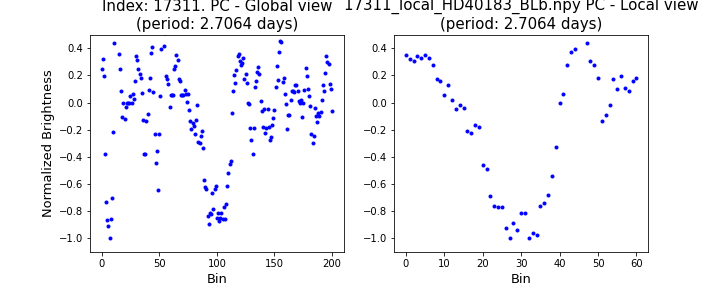 Index: 17311. PC - Global view
(period: 2.7064 days)
17311_local_HD40183_BLb.npy PC - Local view
(period: 2.7064 days)
Normalized Brightness
0.4
0.2
0.0
−0.2
−0.4
−0.6
−0.8
−1.0
0 50 100 150 200
Bin
0.4
0.2
0.0
−0.2
−0.4
−0.6
−0.8
−1.0
0 10 20 30 40 50 60
Bin